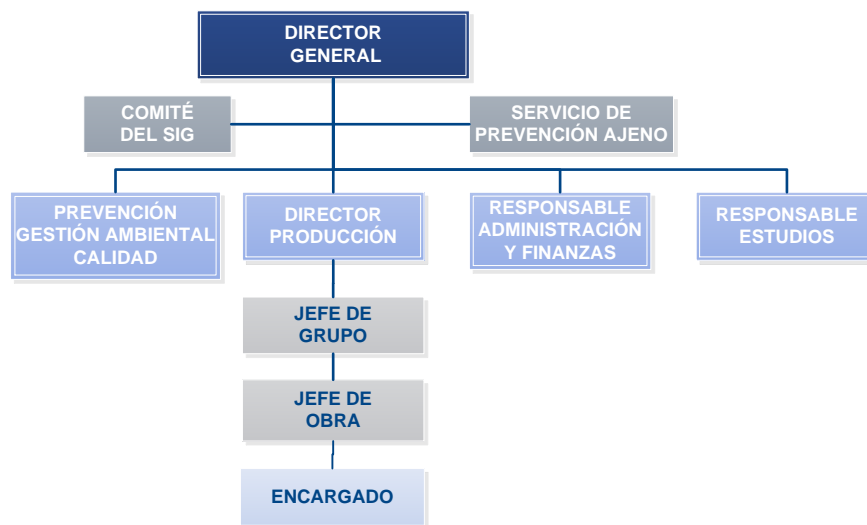 DIRECTOR
GENERAL
COMITÉ
DEL SIG
SERVICIO DE
PREVENCIÓN AJENO
PREVENCIÓN
GESTIÓN AMBIENTAL
CALIDAD
DIRECTOR
PRODUCCIÓN
RESPONSABLE
ADMINISTRACIÓN
Y FINANZAS
RESPONSABLE
ESTUDIOS
JEFE DE
GRUPO
JEFE DE
OBRA
ENCARGADO